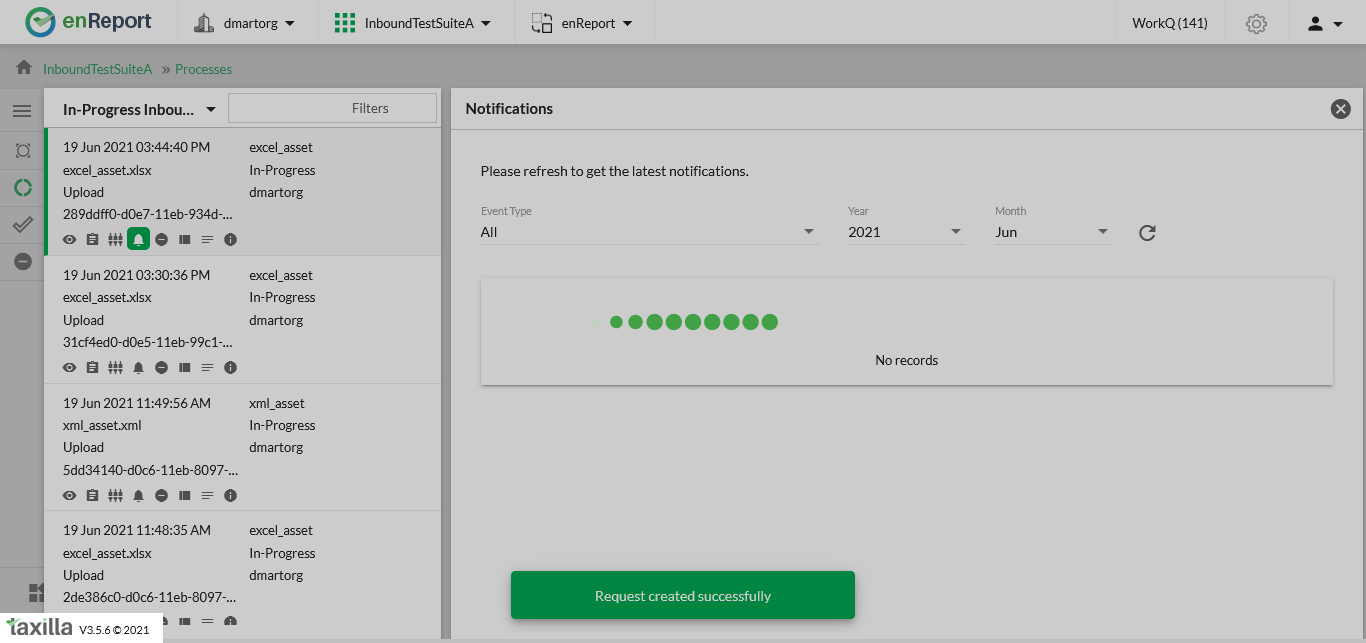 enReport
dmartorg
InboundTestSuiteA
enReport
WorkQ (141)
InboundTestSuiteA » Processes
In-Progress Inbou...
Filters
19 Jun 2021 03:44:40 PM excel_asset
excel_asset.xlsx In-Progress
Upload dmartorg
289ddff0-d0e7-11eb-934d-...
19 Jun 2021 03:30:36 PM excel_asset
excel_asset.xlsx In-Progress
Upload dmartorg
31cf4ed0-d0e5-11eb-99c1-...
19 Jun 2021 11:49:56 AM xml_asset
xml_asset.xml In-Progress
Upload dmartorg
5dd34140-d0c6-11eb-8097-...
19 Jun 2021 11:48:35 AM excel_asset
excel_asset.xlsx In-Progress
Upload dmartorg
2de386c0-d0c6-11eb-8097-...
taxilla V3.5.6 © 2021
Notifications
Please refresh to get the latest notifications.
Event Type Year Month
All 2021 Jun
No records
Request created successfully